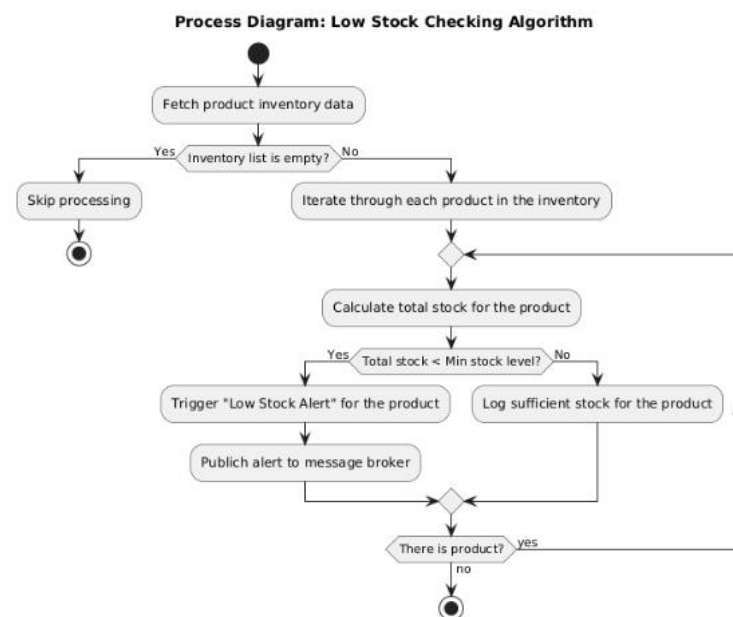 Process Diagram: Low Stock Checking Algorithm
Fetch product inventory data
Yes
Inventory list is empty?
No
Skip processing
Iterate through each product in the inventory
Calculate total stock for the product
Yes
Total stock < Min stock level?
No
Trigger "Low Stock Alert" for the product
Log sufficient stock for the product
Publich alert to message broker
There is product?
yes
no